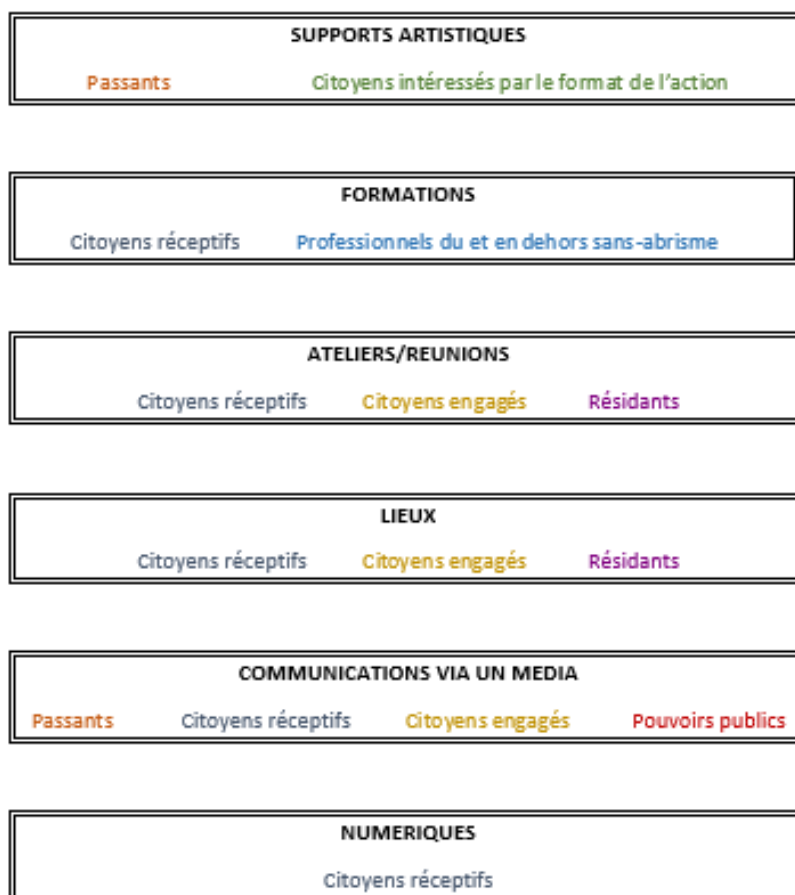 SUPPORTS ARTISTIQUES
Passants Citoyens intéressés par le format de l'action
FORMATIONS
Citoyens réceptifs Professionnels du et en dehors sans-abrisme
ATELIERS/REUNIONS
Citoyens réceptifs Citoyens engagés Résidants
LIEUX
Citoyens réceptifs Citoyens engagés Résidants
COMMUNICATIONS VIA UN MEDIA
Passants Citoyens réceptifs Citoyens engagés Pouvoirs publics
NUMERIQUES
Citoyens réceptifs